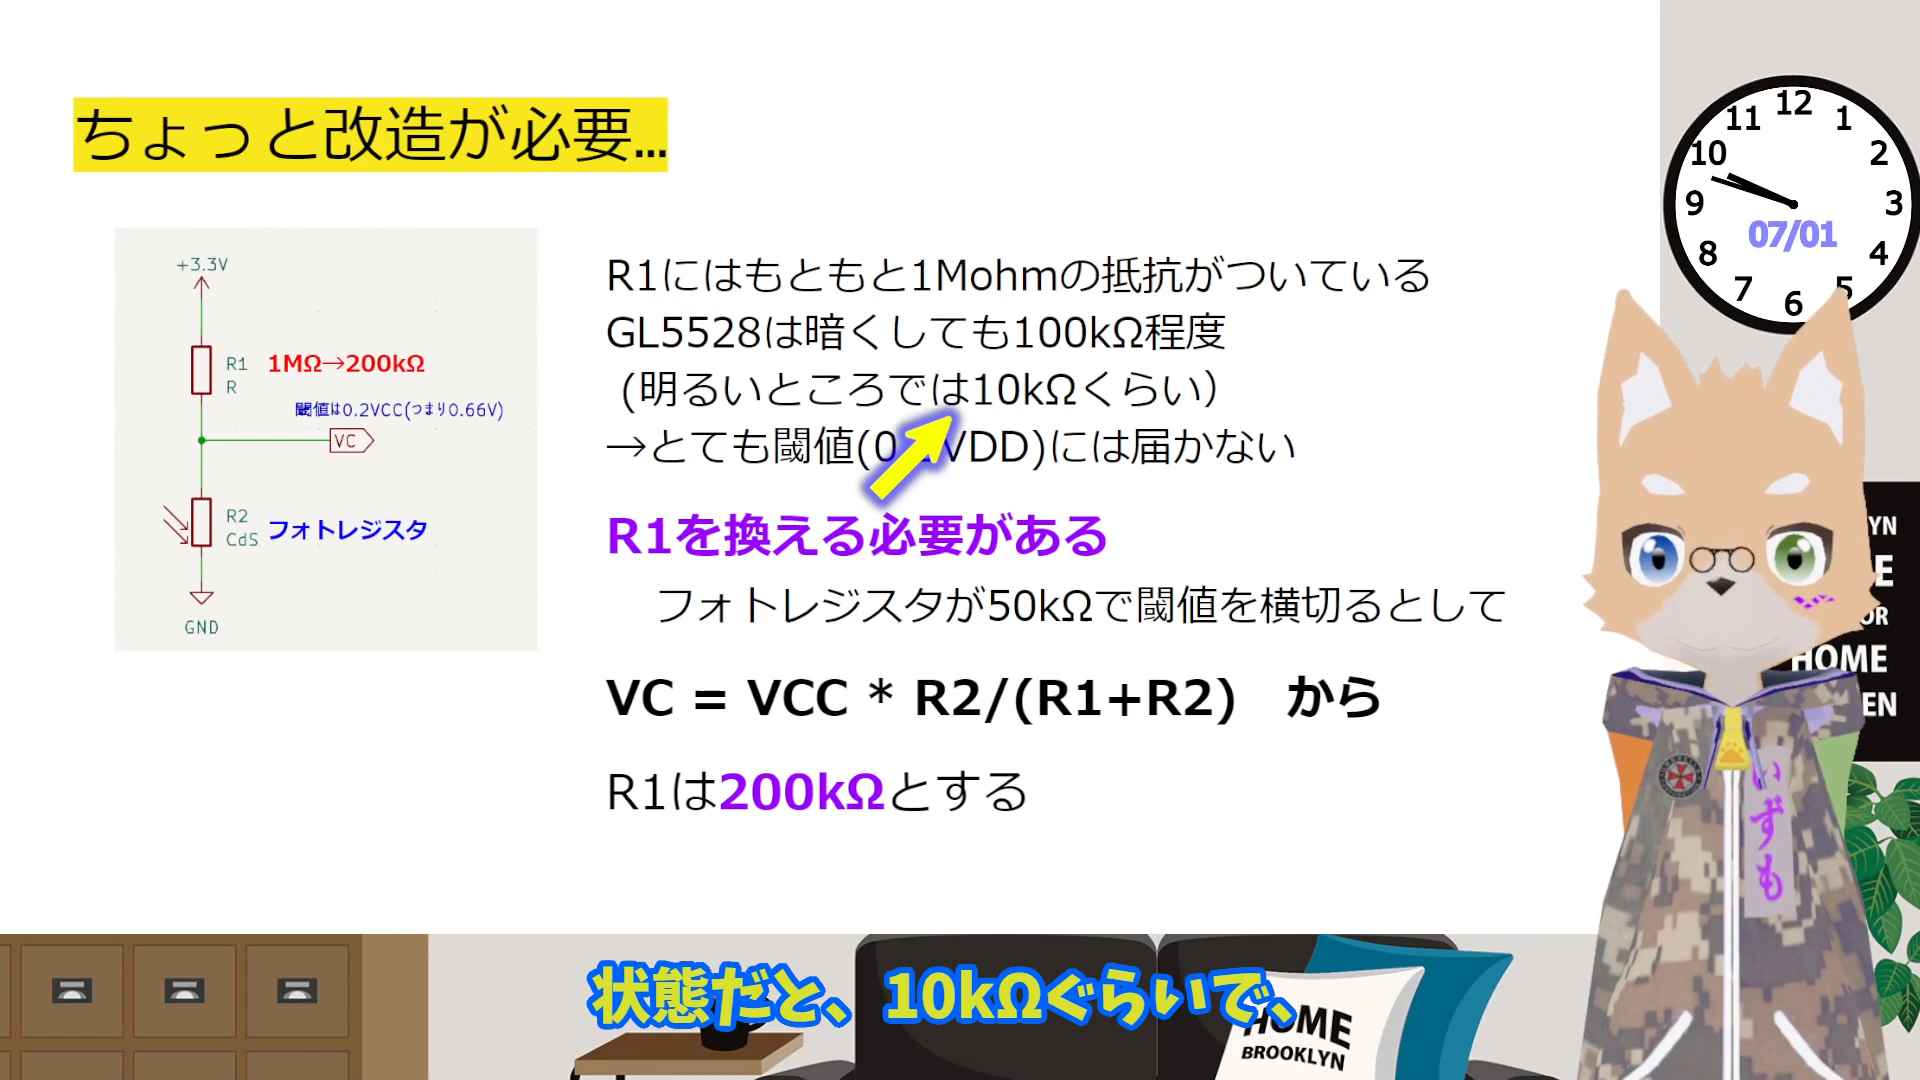 ちょっと改造が必要...
+3.3V
R1
R
1MΩ→200kΩ
閾値は0.2VCC(つまり0.66V)
VC
R2
CdS
フォトレジスタ
GND
R1にはもともと1Mohmの抵抗がついている
GL5528は暗くしても100kΩ程度
(明るいところでは10kΩくらい）
→とても閾値(0 VDD)には届かない
R1を換える必要がある
フォトレジスタが50kΩで閾値を横切るとして
VC = VCC * R2/(R1+R2) から
R1は200kΩとする
12
1
2
3
4
5
6
7
8
9
10
11
07/01
YN
E
OR
HOME
EN
いずも
状態だと、10kΩぐらいで、
HOME
BROOKLYN